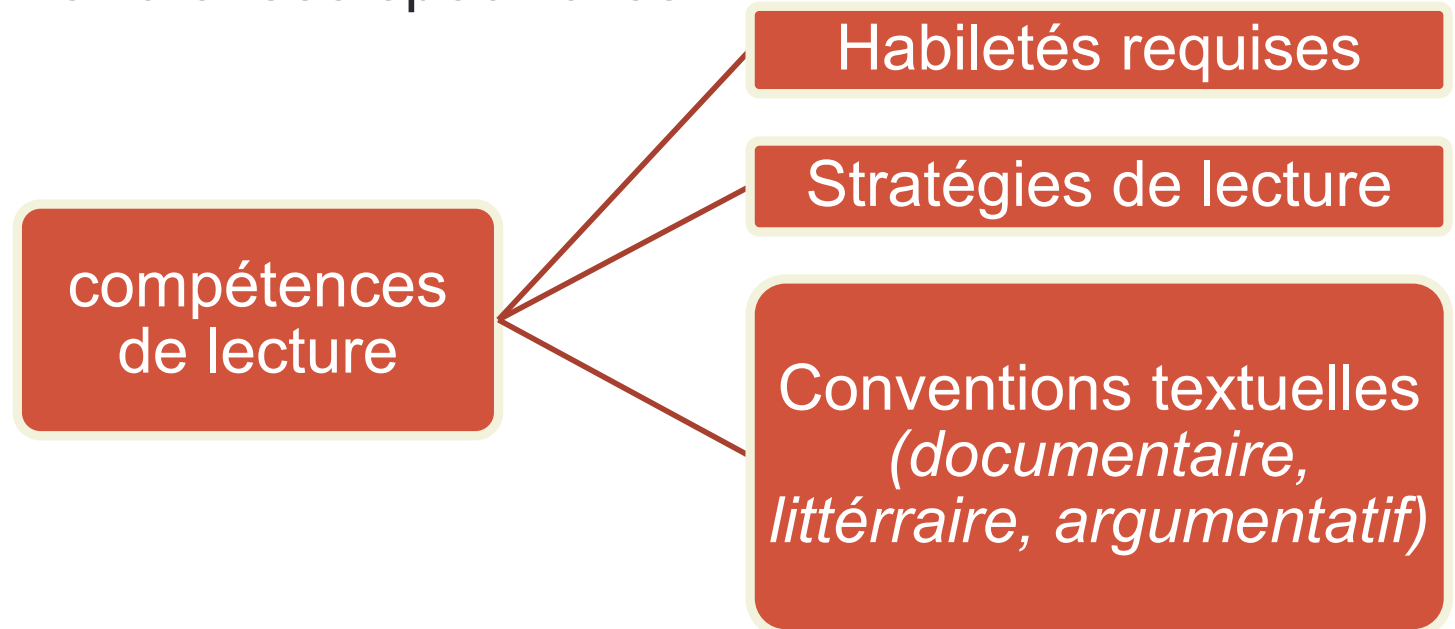 Habiletés requises
Stratégies de lecture
compétences
de lecture
Conventions textuelles
(documentaire,
littérraire, argumentatif)